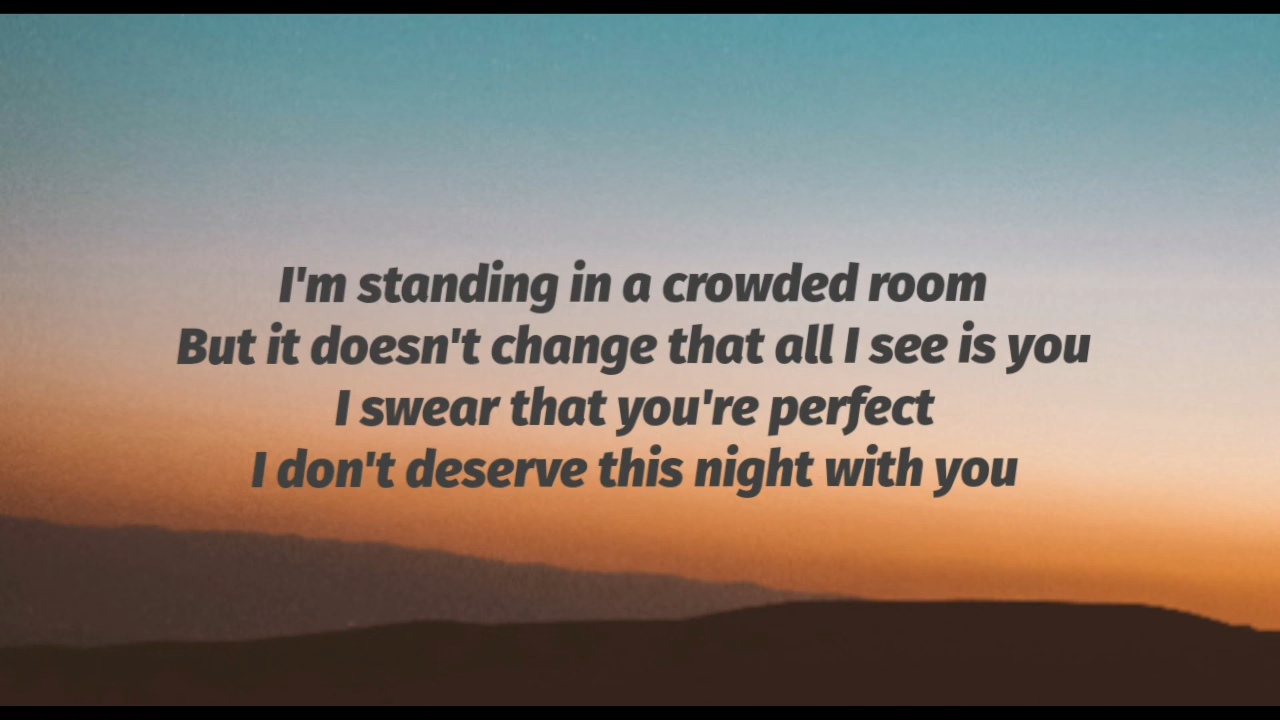 I'm standing in a crowded room
But it doesn't change that all I see is you
I swear that you're perfect
I don't deserve this night with you